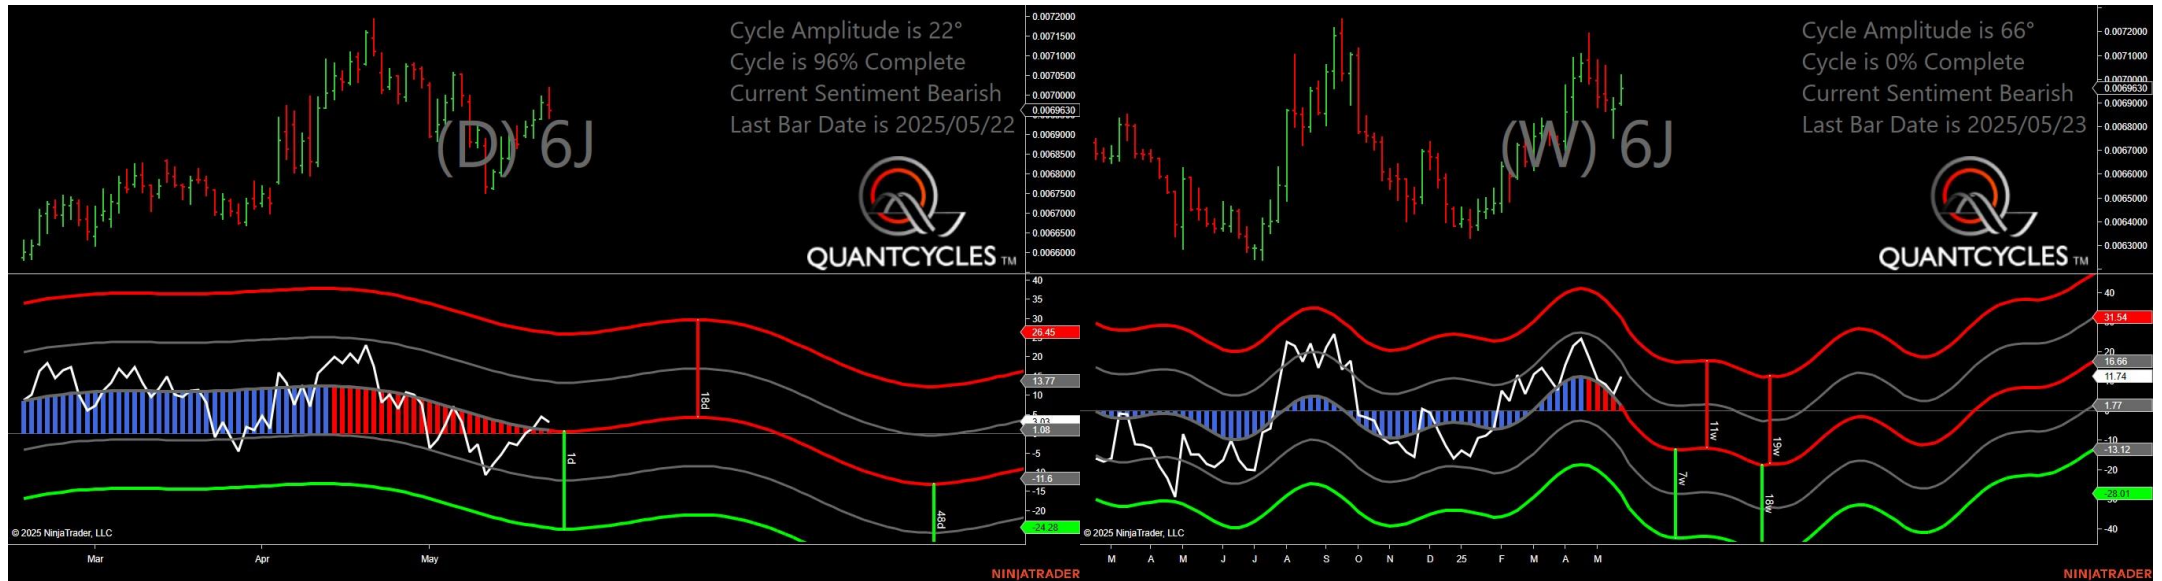 Cycle Amplitude is 22°
Cycle is 96% Complete
Current Sentiment Bearish
Last Bar Date is 2025/05/22
(D) 6J
QUANTCYCLES TM
0.0072000
0.0071500
0.0071000
0.0070500
0.0070000
0.0069630
0.0069000
0.0068500
0.0068000
0.0067500
0.0067000
0.0066500
0.0066000
40
35
30
26.45
20
13.77
10
5
1.08
-5
-11.6
-15
-20
-24.28
1d
18d
48d
© 2025 NinjaTrader, LLC
Mar
Apr
May
NINJATRADER
Cycle Amplitude is 66°
Cycle is 0% Complete
Current Sentiment Bearish
Last Bar Date is 2025/05/23
(W) 6J
QUANTCYCLES TM
0.0072000
0.0071000
0.0070000
0.0069630
0.0069000
0.0068000
0.0067000
0.0066000
0.0065000
0.0064000
0.0063000
40
31.54
20
16.66
11.74
1.77
-10
-13.12
-20
-28.01
-40
7w
11w
18w
19w
© 2025 NinjaTrader, LLC
M A M J J A S O N D 25 F M A M
NINJATRADER